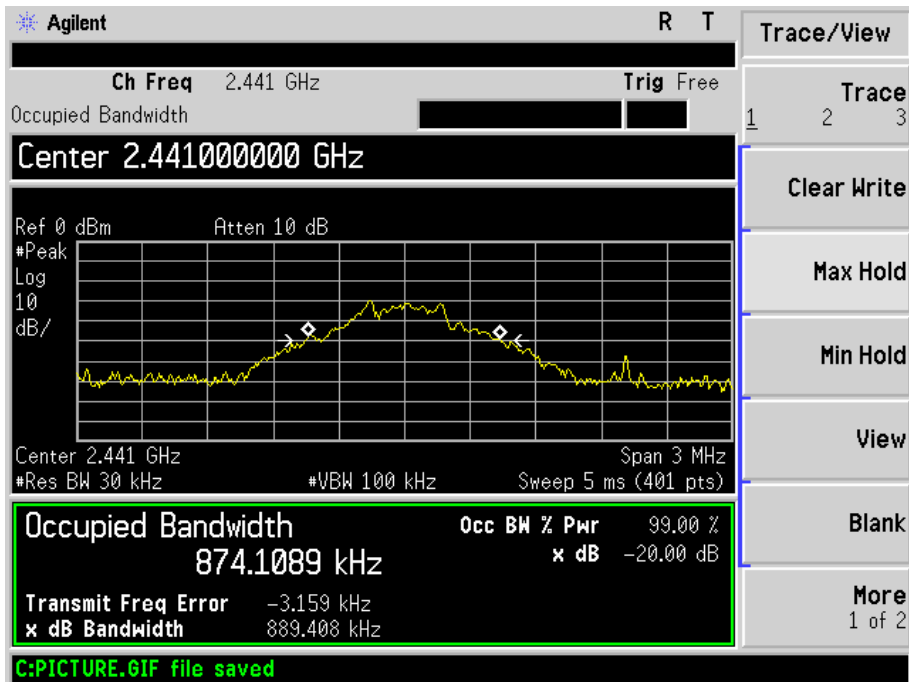 Agilent R T
Trace/View
Ch Freq 2.441 GHz Trig Free
Occupied Bandwidth
Center 2.441000000 GHz
Ref 0 dBm Atten 10 dB
#Peak
Log
10
dB/
Center 2.441 GHz Span 3 MHz
#Res BW 30 kHz #VBW 100 kHz Sweep 5 ms (401 pts)
Occupied Bandwidth
874.1089 kHz
Occ BW % Pwr 99.00 %
x dB -20.00 dB
Transmit Freq Error -3.159 kHz
x dB Bandwidth 889.408 kHz
C:PICTURE.GIF file saved
Trace
1 2 3
Clear Write
Max Hold
Min Hold
View
Blank
More
1 of 2